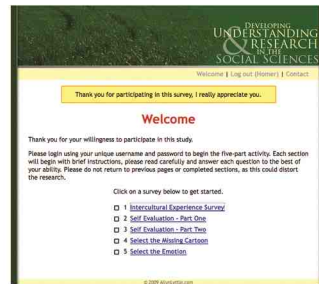 DEVELOPING
UNDERSTANDING
& RESEARCH
IN THE
SOCIAL SCIENCES
Welcome | Log out (Homer) | Contact
Thank you for participating in this survey, I really appreciate you.
Welcome
Thank you for your willingness to participate in this study.
Please login using your unique username and password to begin the five-part activity. Each section
will begin with brief instructions, please read carefully and answer each question to the best of
your ability. Please do not return to previous pages or completed sections, as this could distort
the research.
Click on a survey below to get started.
1 Intercultural Experience Survey
2 Self Evaluation - Part One
3 Self Evaluation - Part Two
4 Select the Missing Cartoon
5 Select the Emotion
© 2009